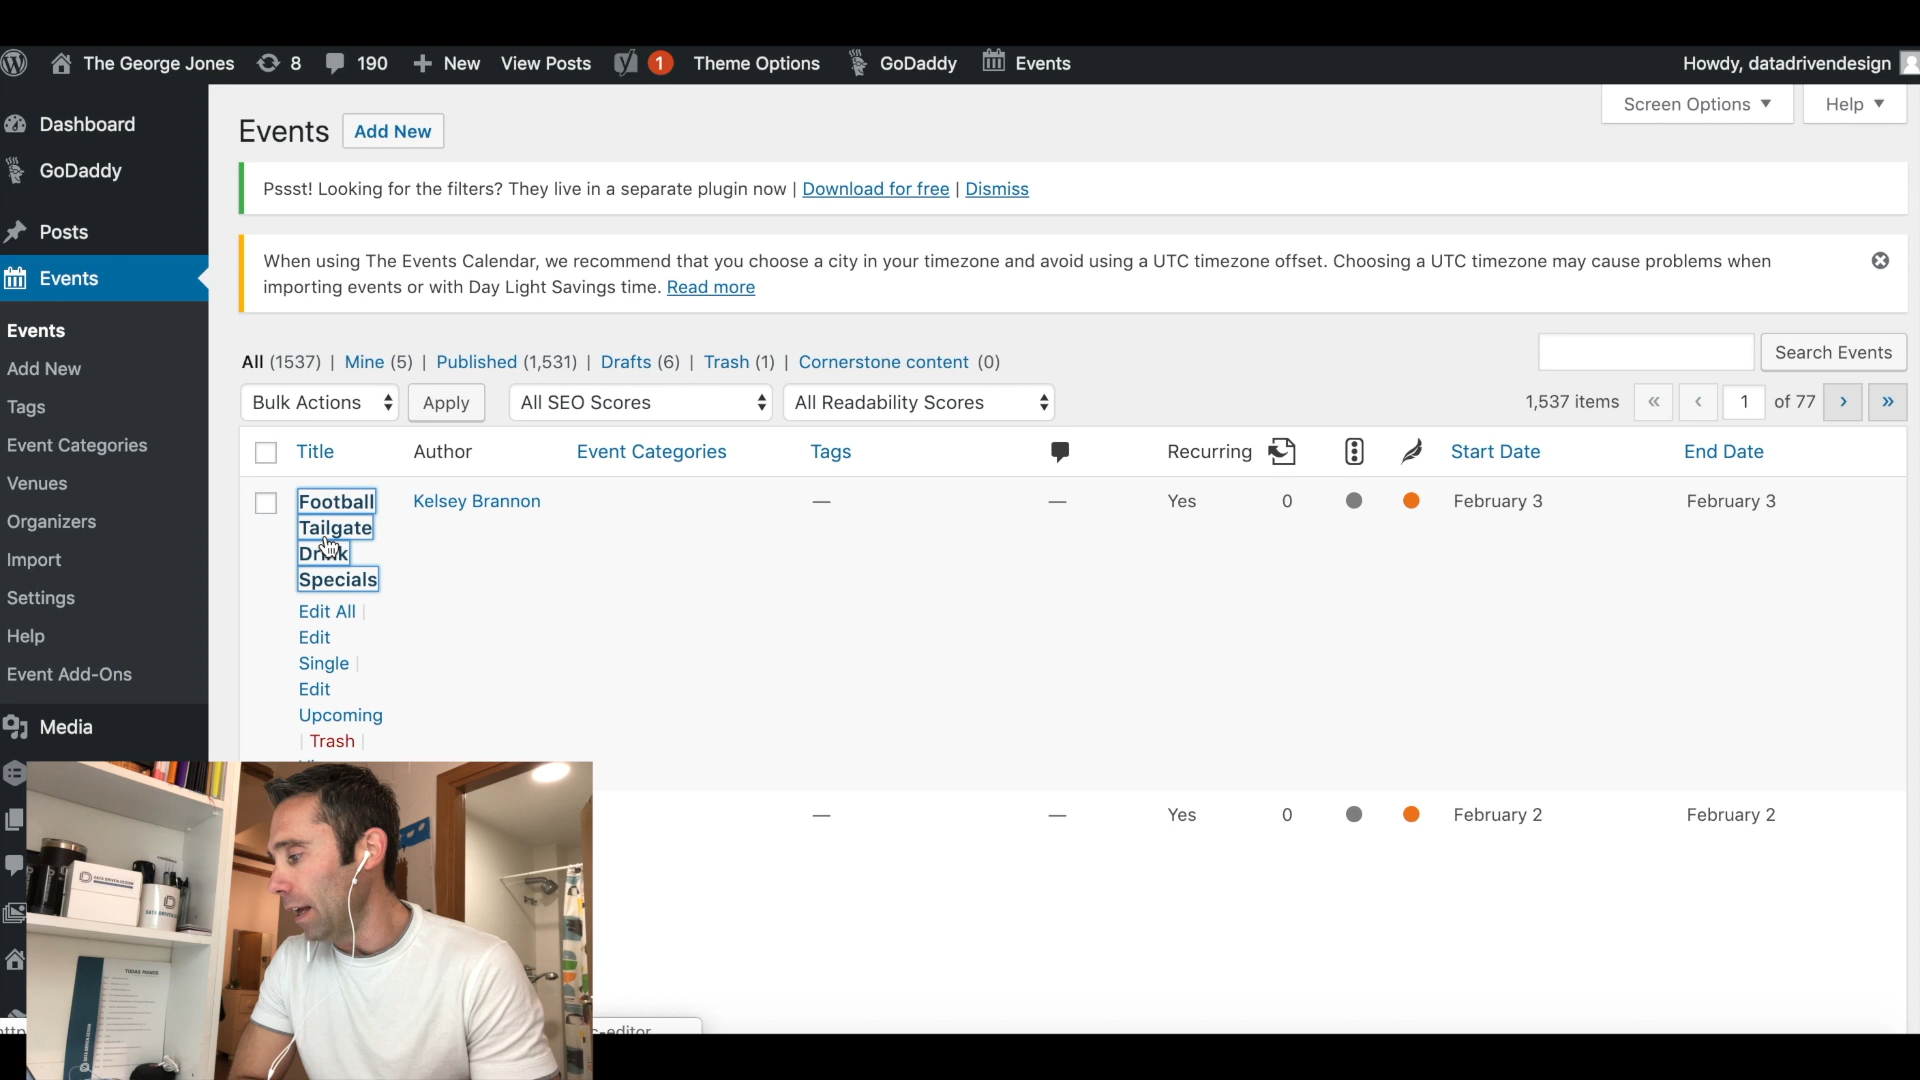 The George Jones 8 190 New View Posts 1 Theme Options GoDaddy Events Howdy, datadrivendesign
Screen Options Help
Dashboard
GoDaddy
Posts
Events
Events
Add New
Tags
Event Categories
Venues
Organizers
Import
Settings
Help
Event Add-Ons
Media
Events Add New
Pssst! Looking for the filters? They live in a separate plugin now | Download for free | Dismiss
When using The Events Calendar, we recommend that you choose a city in your timezone and avoid using a UTC timezone offset. Choosing a UTC timezone may cause problems when
importing events or with Day Light Savings time. Read more
All (1537) | Mine (5) | Published (1,531) | Drafts (6) | Trash (1) | Cornerstone content (0)
Search Events
Bulk Actions Apply All SEO Scores All Readability Scores 1,537 items « ‹ 1 of 77 › »
Title Author Event Categories Tags Recurring Start Date End Date
Football Kelsey Brannon — — Yes 0 February 3 February 3
Tailgate
Drink
Specials
Edit All |
Edit
Single |
Edit
Upcoming
| Trash |
— — Yes 0 February 2 February 2
c-editor
DATA DRIVEN DESIGN
TODAS MANOS